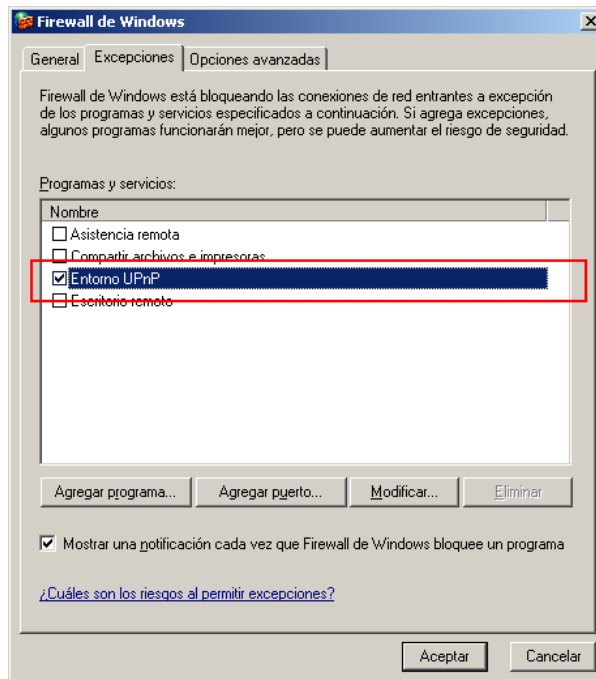 Firewall de Windows
General Excepciones Opciones avanzadas
Firewall de Windows está bloqueando las conexiones de red entrantes a excepción
de los programas y servicios especificados a continuación. Si agrega excepciones,
algunos programas funcionarán mejor, pero se puede aumentar el riesgo de seguridad.
Programas y servicios:
Nombre
Asistencia remota
Compartir archivos e impresoras
Entorno UPnP
Escritorio remoto
Agregar programa... Agregar puerto... Modificar... Eliminar
Mostrar una notificación cada vez que Firewall de Windows bloquee un programa
¿Cuáles son los riesgos al permitir excepciones?
Aceptar Cancelar